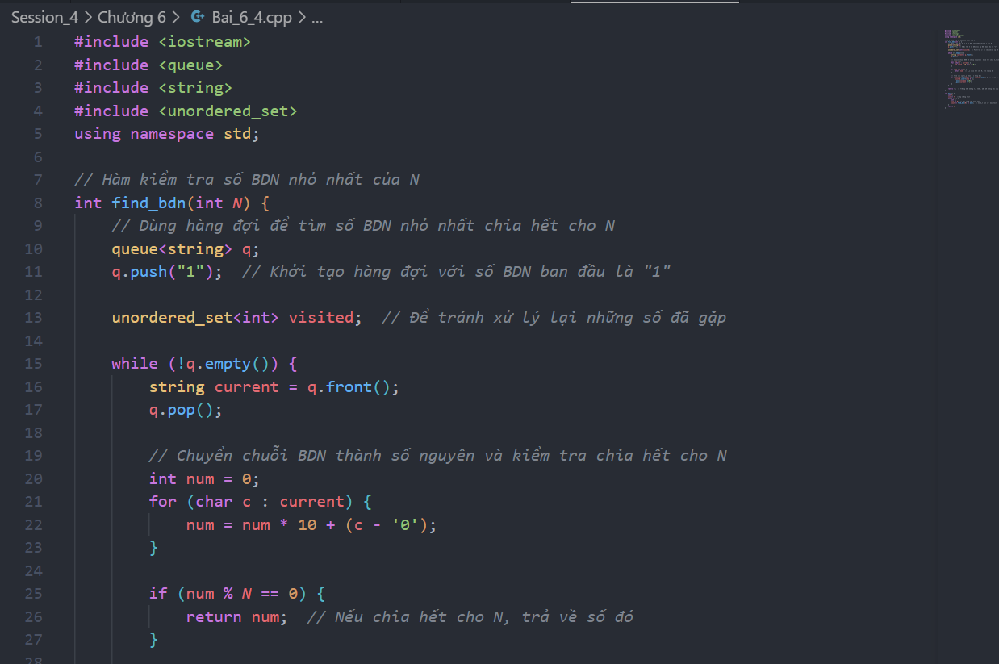 Session_4 > Chương 6 > Bai_6_4.cpp > ...
1 #include <iostream>
2 #include <queue>
3 #include <string>
4 #include <unordered_set>
5 using namespace std;
6
7 // Hàm kiểm tra số BDN nhỏ nhất của N
8 int find_bdn(int N) {
9 // Dùng hàng đợi để tìm số BDN nhỏ nhất chia hết cho N
10 queue<string> q;
11 q.push("1"); // Khởi tạo hàng đợi với số BDN ban đầu là "1"
12
13 unordered_set<int> visited; // Để tránh xử lý lại những số đã gặp
14
15 while (!q.empty()) {
16 string current = q.front();
17 q.pop();
18
19 // Chuyển chuỗi BDN thành số nguyên và kiểm tra chia hết cho N
20 int num = 0;
21 for (char c : current) {
22 num = num * 10 + (c - '0');
23 }
24
25 if (num % N == 0) {
26 return num; // Nếu chia hết cho N, trả về số đó
27 }
28